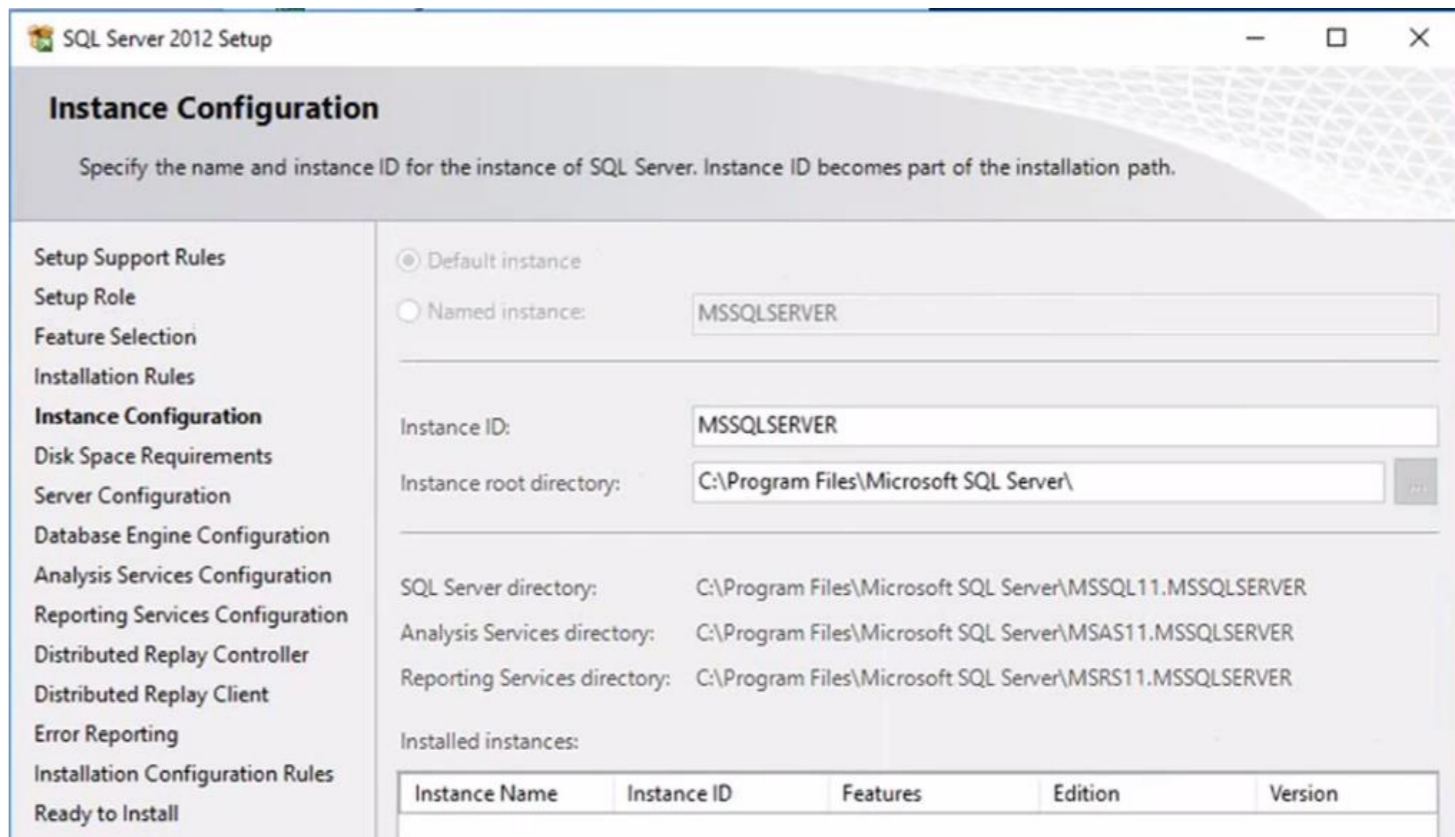 SQL Server 2012 Setup
Instance Configuration
Specify the name and instance ID for the instance of SQL Server. Instance ID becomes part of the installation path.
Setup Support Rules
Setup Role
Feature Selection
Installation Rules
Instance Configuration
Disk Space Requirements
Server Configuration
Database Engine Configuration
Analysis Services Configuration
Reporting Services Configuration
Distributed Replay Controller
Distributed Replay Client
Error Reporting
Installation Configuration Rules
Ready to Install
Default instance
Named instance: MSSQLSERVER
Instance ID: MSSQLSERVER
Instance root directory: C:\Program Files\Microsoft SQL Server\ ...
SQL Server directory: C:\Program Files\Microsoft SQL Server\MSSQL11.MSSQLSERVER
Analysis Services directory: C:\Program Files\Microsoft SQL Server\MSAS11.MSSQLSERVER
Reporting Services directory: C:\Program Files\Microsoft SQL Server\MSRS11.MSSQLSERVER
Installed instances:
Instance Name Instance ID Features Edition Version